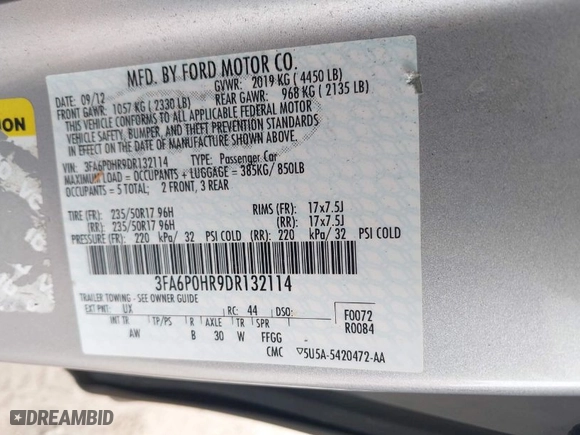 MFD. BY FORD MOTOR CO.
DATE: 09/12 GVWR: 2019 KG ( 4450 LB)
FRONT GAWR: 1057 KG ( 2330 LB) REAR GAWR: 968 KG ( 2135 LB)
THIS VEHICLE CONFORMS TO ALL APPLICABLE FEDERAL MOTOR
VEHICLE SAFETY, BUMPER, AND THEFT PREVENTION STANDARDS
IN EFFECT ON THE DATE OF MANUFACTURE SHOWN ABOVE.
VIN: 3FA6P0HR9DR132114 TYPE: Passenger Car
MAXIMUM LOAD = OCCUPANTS + LUGGAGE = 385KG/ 850LB
OCCUPANTS = 5 TOTAL; 2 FRONT, 3 REAR
TIRE (FR): 235/50R17 96H RIMS (FR): 17x7.5J
(RR): 235/50R17 96H (RR): 17x7.5J
PRESSURE (FR): 220 kPa/ 32 PSI COLD (RR): 220 kPa/ 32 PSI COLD
3FA6P0HR9DR132114
TRAILER TOWING - SEE OWNER GUIDE
EXT PNT: UX RC: 44 DSO: F0072
R0084
INT TR TP/PS R AXLE TR SPR
AW B 30 W FFGG
CMC ▽5U5A-5420472-AA
DREAMBID